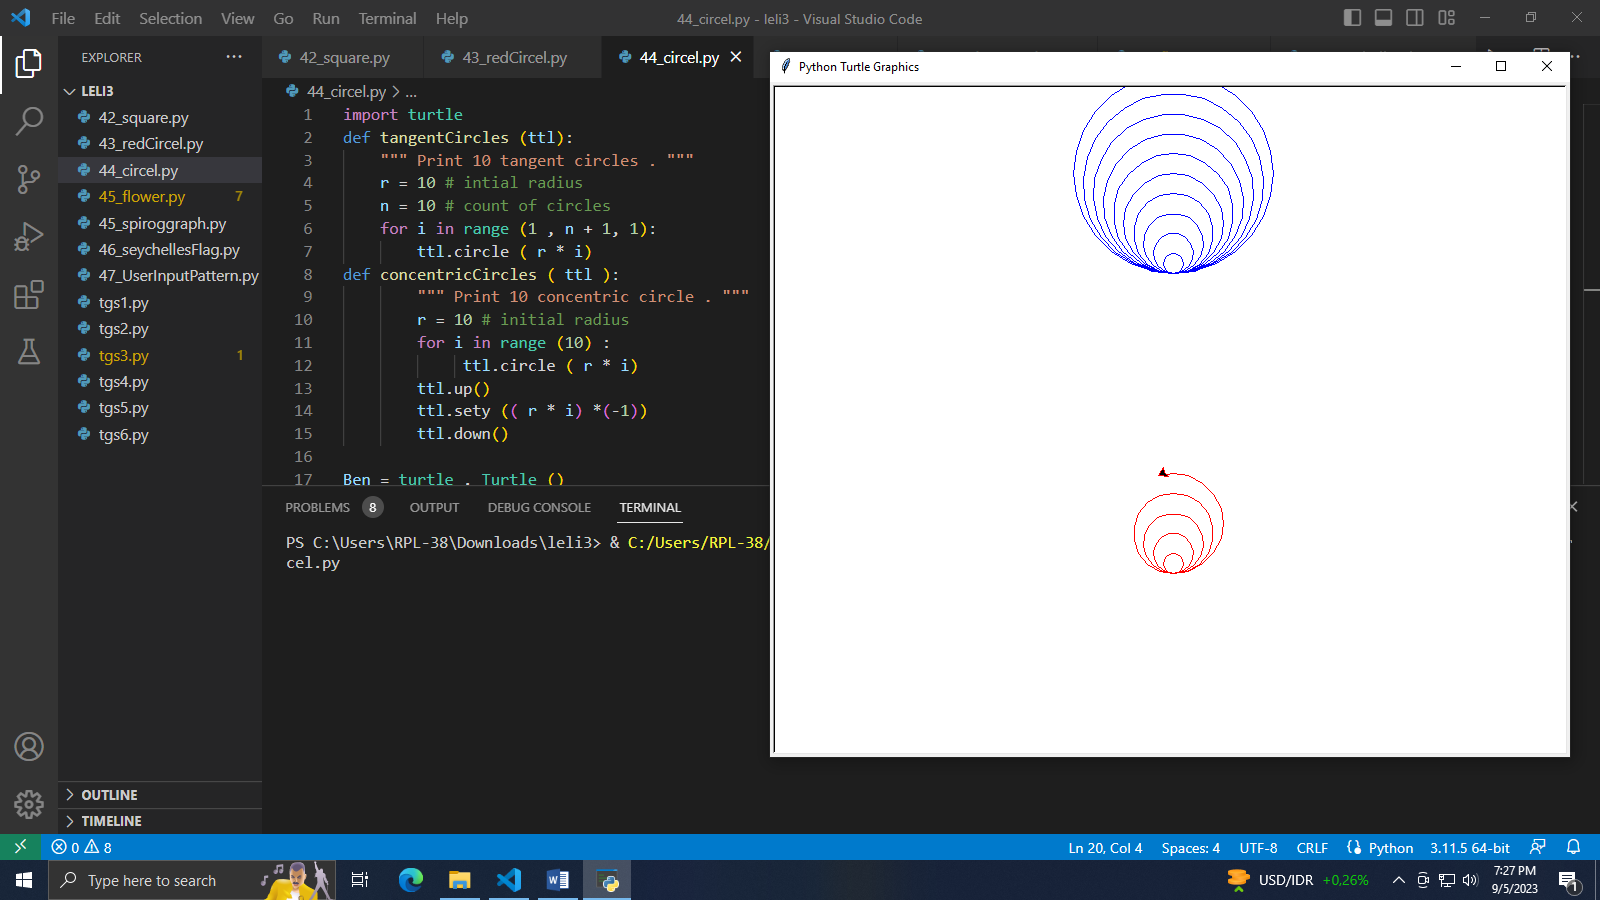 File Edit Selection View Go Run Terminal Help
44_circel.py - leli3 - Visual Studio Code
EXPLORER
LELI3
42_square.py
43_redCircel.py
44_circel.py
45_flower.py 7
45_spiroggraph.py
46_seychellesFlag.py
47_UserInputPattern.py
tgs1.py
tgs2.py
tgs3.py 1
tgs4.py
tgs5.py
tgs6.py
OUTLINE
TIMELINE
42_square.py 43_redCircel.py 44_circel.py
44_circel.py > ...
1 import turtle
2 def tangentCircles (ttl):
3 """ Print 10 tangent circles . """
4 r = 10 # intial radius
5 n = 10 # count of circles
6 for i in range (1 , n + 1, 1):
7 ttl.circle ( r * i)
8 def concentricCircles ( ttl ):
9 """ Print 10 concentric circle . """
10 r = 10 # initial radius
11 for i in range (10) :
12 ttl.circle ( r * i)
13 ttl.up()
14 ttl.sety (( r * i) *(-1))
15 ttl.down()
16
17 Ben = turtle . Turtle ()
PROBLEMS 8 OUTPUT DEBUG CONSOLE TERMINAL
PS C:\Users\RPL-38\Downloads\leli3> & C:/Users/RPL-38/
cel.py
Python Turtle Graphics
0 8
Ln 20, Col 4 Spaces: 4 UTF-8 CRLF Python 3.11.5 64-bit
Type here to search
USD/IDR +0,26%
7:27 PM
9/5/2023
1